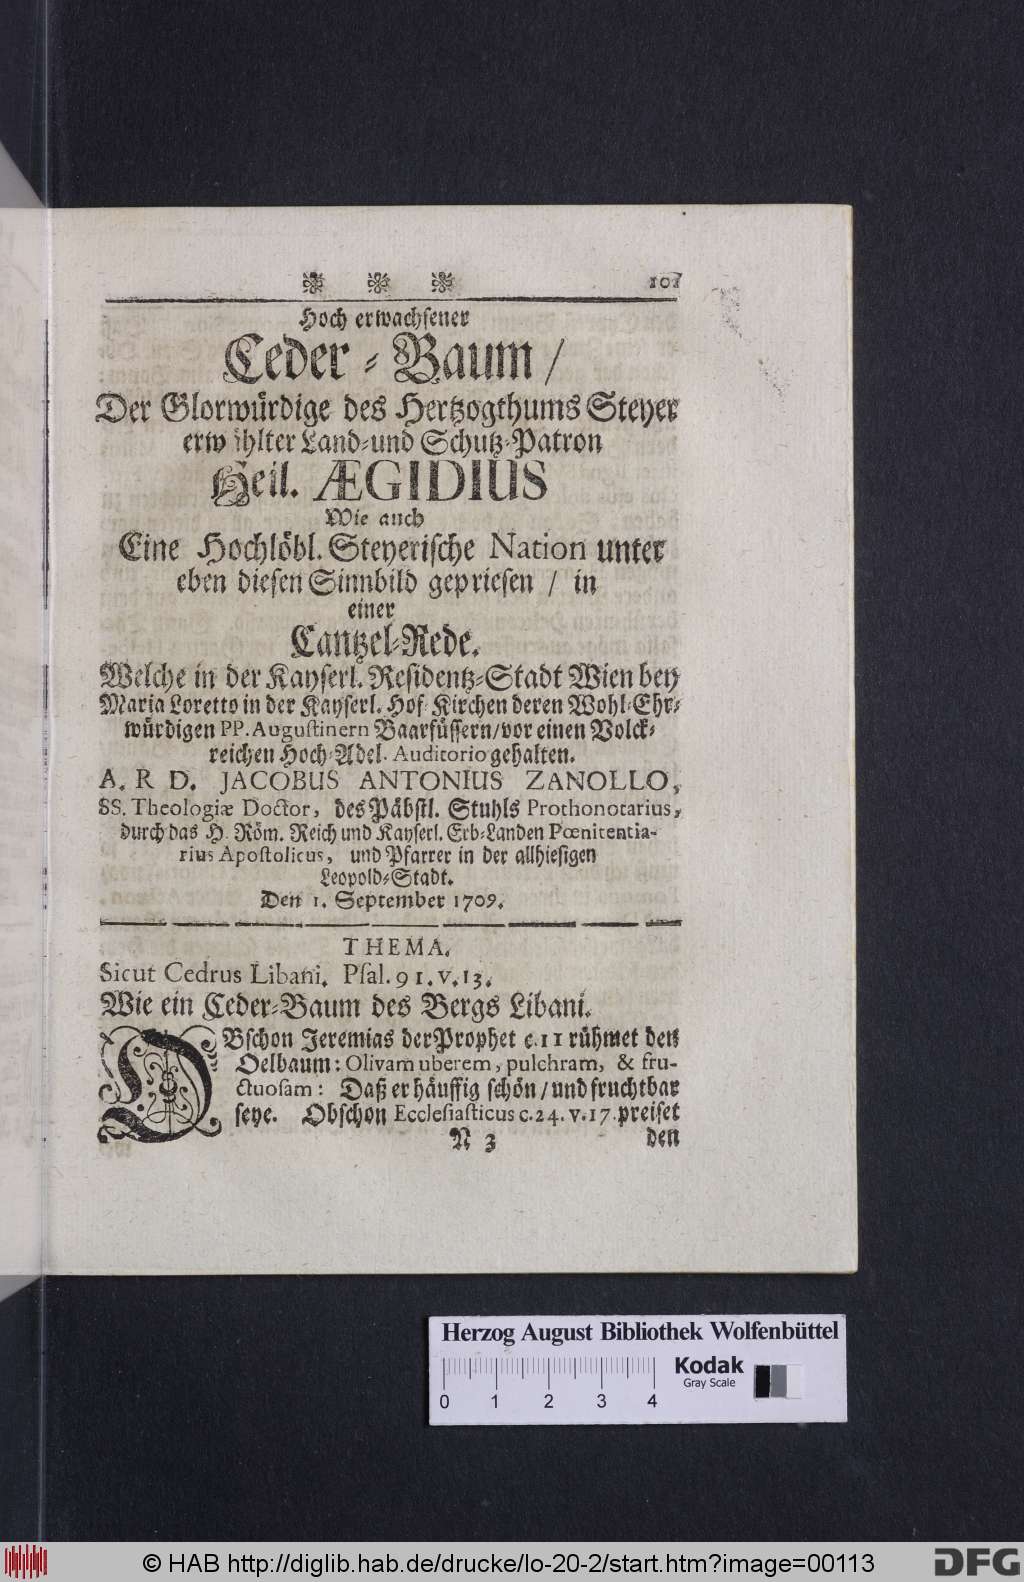 101
Hoch erwachsener
Ceder-Baum/
Der Glorwürdige des Hertzogthums Steyer
erwählter Land-und Schutz-Patron
Heil. ÆGIDIUS
Wie auch
Eine Hochlöbl. Steyerische Nation unter
eben diesen Sinnbild gepriesen / in
einer
Cantzel-Rede.
Welche in der Kayserl. Residentz-Stadt Wien bey
Maria Loretto in der Kayserl. Hof-Kirchen deren Wohl-Ehr-
würdigen PP. Augustinern Baarfüssern/vor einen Volck-
reichen Hoch-Adel. Auditorio gehalten.
A. R D. JACOBUS ANTONIUS ZANOLLO,
SS. Theologiæ Doctor, des Päbstl. Stuhls Prothonotarius,
durch das H. Röm. Reich und Kayserl. Erb-Landen Pœnitentia-
rius Apostolicus, und Pfarrer in der allhiesigen
Leopold-Stadt.
Den 1. September 1709.
THEMA.
Sicut Cedrus Libani. Psal. 91. v. 13.
Wie ein Ceder-Baum des Bergs Libani.
OBschon Jeremias der Prophet c. 11 rühmet den
Oelbaum: Olivam uberem, pulchram, & fru-
ctuosam: Daß er häuffig schön/und fruchtbar
seye. Obschon Ecclesiasticus c. 24. v. 17. preiset
N 3 den
Herzog August Bibliothek Wolfenbüttel
Kodak
Gray Scale
0 1 2 3 4
© HAB http://diglib.hab.de/drucke/lo-20-2/start.htm?image=00113
DFG